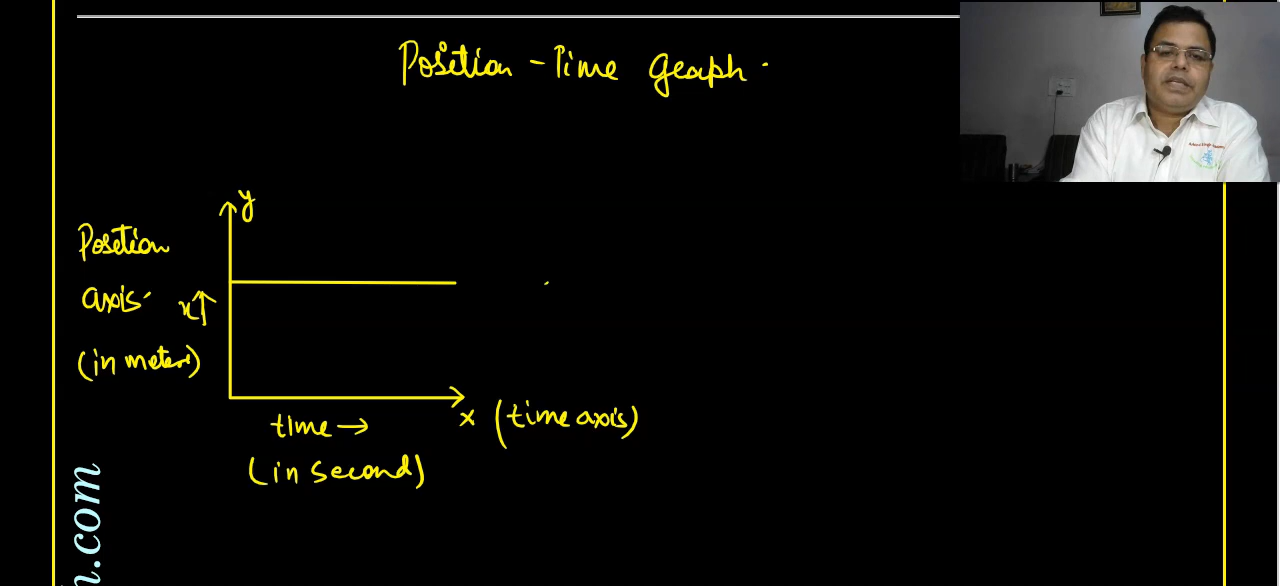 Position - Time Graph.
y
Position
axis.
x↑
(in meter)
time →
x (time axis)
(in second)
n.com